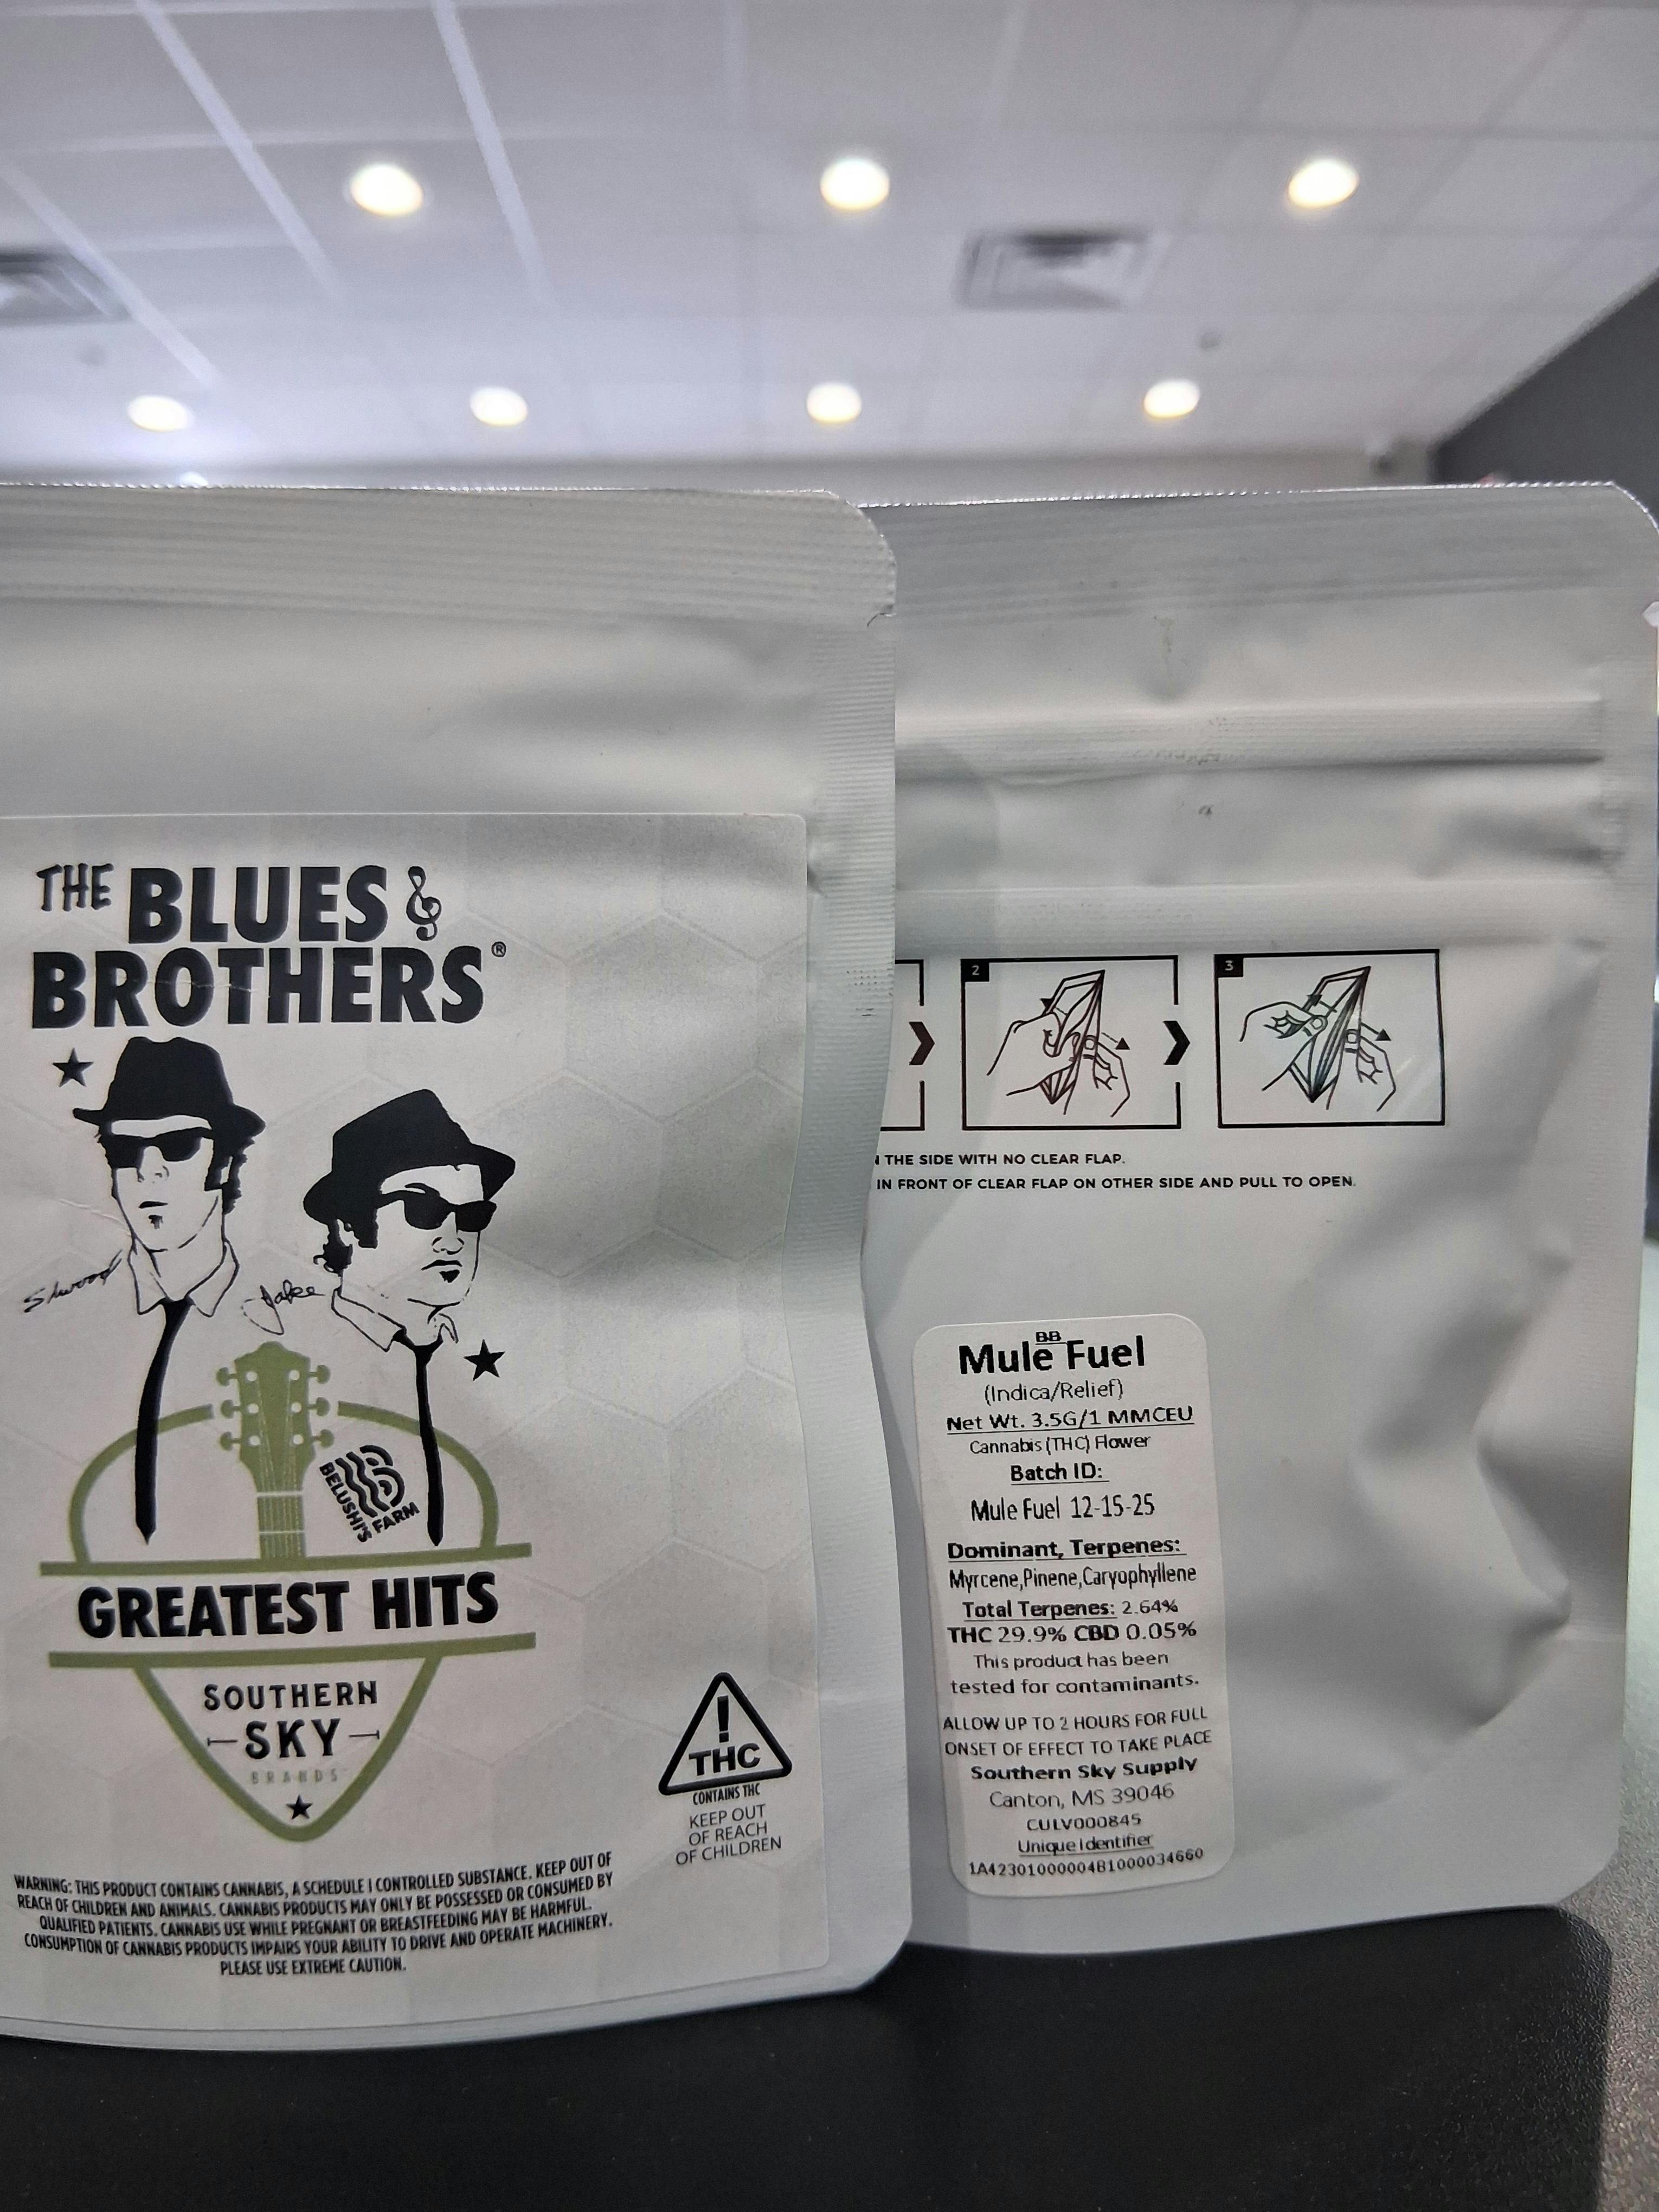 THE BLUES
BROTHERS®
Elwood
Jake
BELUSHI'S FARM
GREATEST HITS
SOUTHERN
SKY
BRANDS
!
THC
CONTAINS THC
KEEP OUT
OF REACH
OF CHILDREN
WARNING: THIS PRODUCT CONTAINS CANNABIS, A SCHEDULE I CONTROLLED SUBSTANCE. KEEP OUT OF
REACH OF CHILDREN AND ANIMALS. CANNABIS PRODUCTS MAY ONLY BE POSSESSED OR CONSUMED BY
QUALIFIED PATIENTS. CANNABIS USE WHILE PREGNANT OR BREASTFEEDING MAY BE HARMFUL.
CONSUMPTION OF CANNABIS PRODUCTS IMPAIRS YOUR ABILITY TO DRIVE AND OPERATE MACHINERY.
PLEASE USE EXTREME CAUTION.
2
3
THE SIDE WITH NO CLEAR FLAP.
IN FRONT OF CLEAR FLAP ON OTHER SIDE AND PULL TO OPEN.
BB
Mule Fuel
(Indica/Relief)
Net Wt. 3.5G/1 MMCEU
Cannabis (THC) Flower
Batch ID:
Mule Fuel 12-15-25
Dominant, Terpenes:
Myrcene,Pinene,Caryophyllene
Total Terpenes: 2.64%
THC 29.9% CBD 0.05%
This product has been
tested for contaminants.
ALLOW UP TO 2 HOURS FOR FULL
ONSET OF EFFECT TO TAKE PLACE
Southern Sky Supply
Canton, MS 39046
CULV000845
Unique Identifier
1A42301000004B1000034660